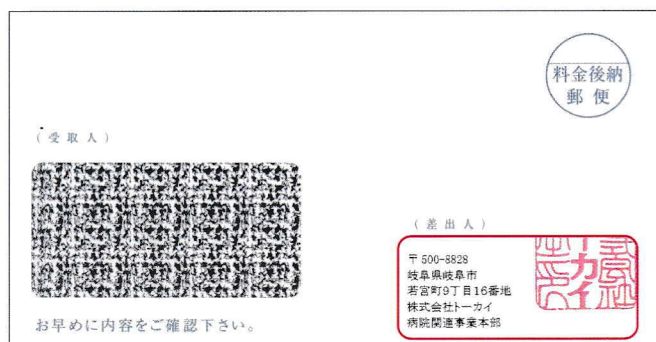 料金後納
郵便
（受取人）
お早めに内容をご確認下さい。
（差出人）
〒500-8828
岐阜県岐阜市
若宮町9丁目16番地
株式会社トーカイ
病院関連事業本部